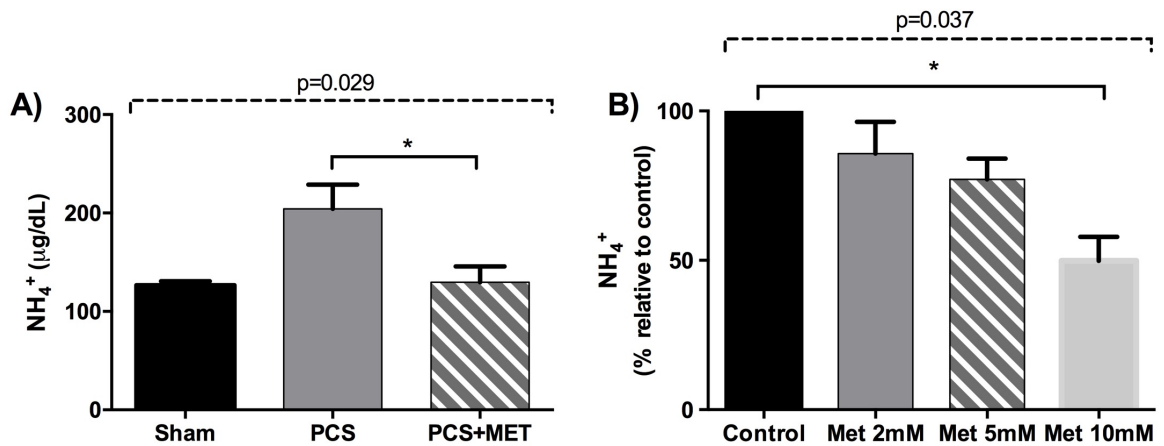 A)
p=0.029
*
NH₄⁺ (μg/dL)
300
200
100
0
Sham PCS PCS+MET
B)
p=0.037
*
NH₄⁺
(% relative to control)
100
50
0
Control Met 2mM Met 5mM Met 10mM